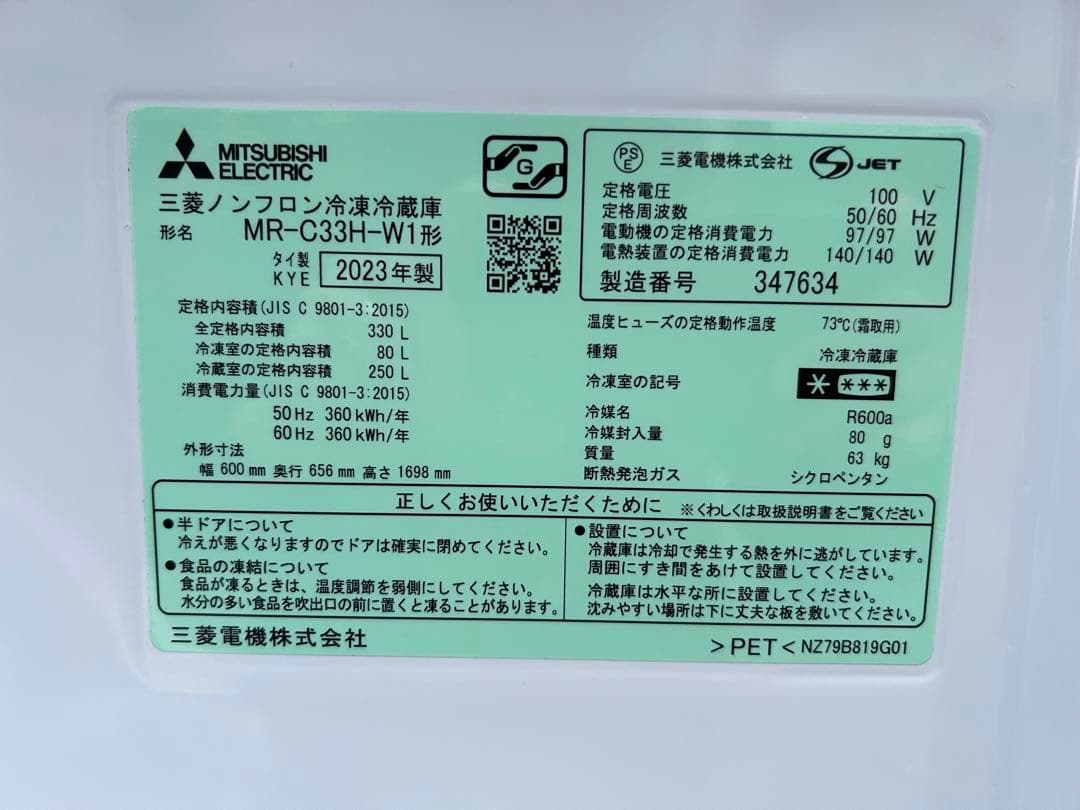 MITSUBISHI
ELECTRIC
三菱ノンフロン冷凍冷蔵庫
形名 MR-C33H-W1形
タイ製
KYE 2023年製
G
定格内容積(JIS C 9801-3:2015)
全定格内容積 330 L
冷凍室の定格内容積 80 L
冷蔵室の定格内容積 250 L
消費電力量(JIS C 9801-3:2015)
50Hz 360kWh/年
60Hz 360kWh/年
外形寸法
幅 600mm 奥行 656mm 高さ 1698mm
PSE 三菱電機株式会社 JET
定格電圧 100 V
定格周波数 50/60 Hz
電動機の定格消費電力 97/97 W
電熱装置の定格消費電力 140/140 W
製造番号 347634
温度ヒューズの定格動作温度 73℃(霜取用)
種類 冷凍冷蔵庫
冷凍室の記号 * ***
冷媒名 R600a
冷媒封入量 80 g
質量 63 kg
断熱発泡ガス シクロペンタン
正しくお使いいただくために ※くわしくは取扱説明書をご覧ください
●半ドアについて
冷えが悪くなりますのでドアは確実に閉めてください。
●食品の凍結について
食品が凍るときは、温度調節を弱側にしてください。
水分の多い食品を吹出口の前に置くと凍ることがあります。
●設置について
冷蔵庫は冷却で発生する熱を外に逃がしています。
周囲にすき間をあけて設置してください。
冷蔵庫は水平な所に設置してください。
沈みやすい場所は下に丈夫な板を敷いてください。
三菱電機株式会社
>PET< NZ79B819G01